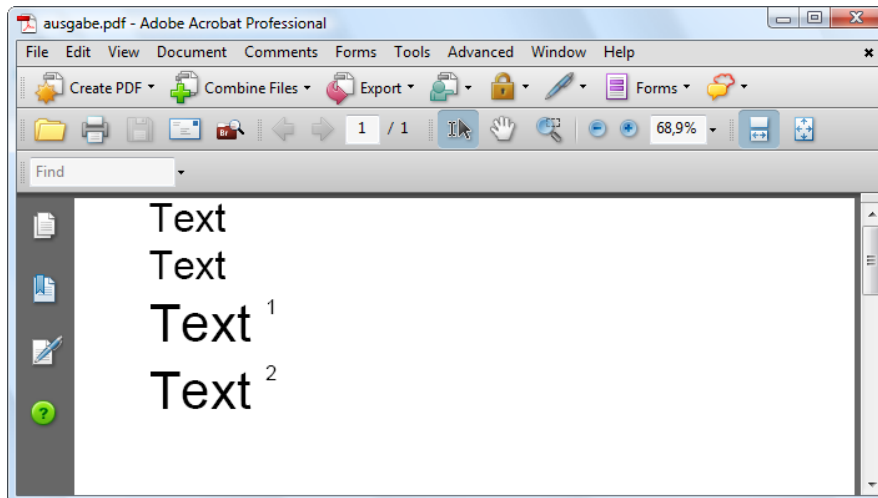 ausgabe.pdf - Adobe Acrobat Professional
File Edit View Document Comments Forms Tools Advanced Window Help
Create PDF Combine Files Export Forms
Br 1 / 1 68,9%
Find
Text
Text
Text 1
Text 2